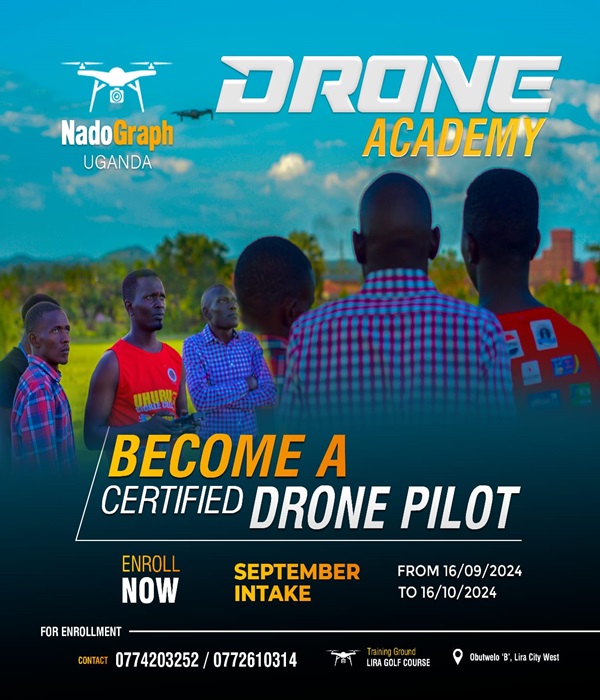 DRONE
ACADEMY
NadoGraph
UGANDA
UHURU
BECOME A
CERTIFIED DRONE PILOT
ENROLL
NOW
SEPTEMBER
INTAKE
FROM 16/09/2024
TO 16/10/2024
FOR ENROLLMENT
CONTACT 0774203252 / 0772610314
Training Ground
LIRA GOLF COURSE
Obutwelo 'B', Lira City West